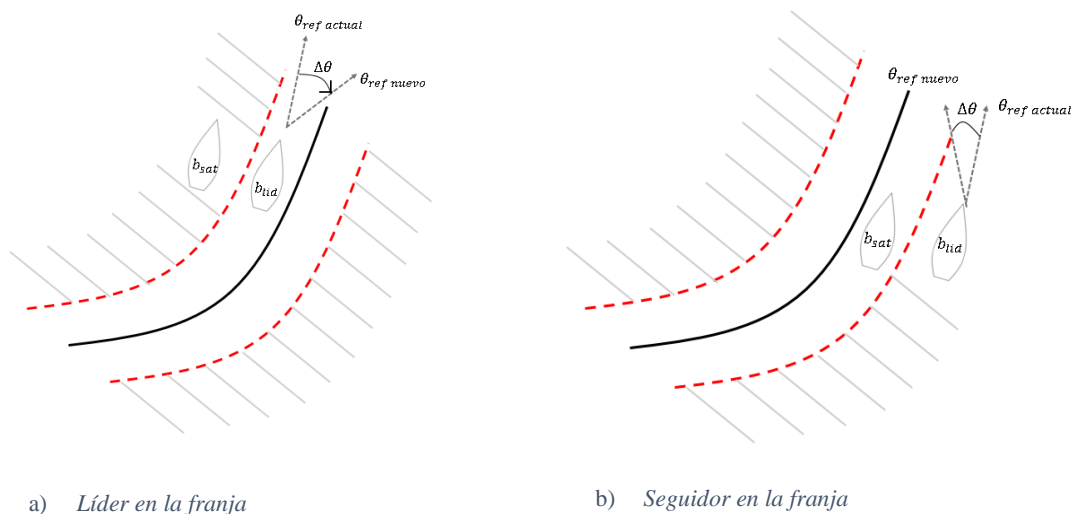 θref actual
Δθ
θref nuevo
bsat
blid
a) Líder en la franja
θref nuevo
Δθ
θref actual
bsat
blid
b) Seguidor en la franja